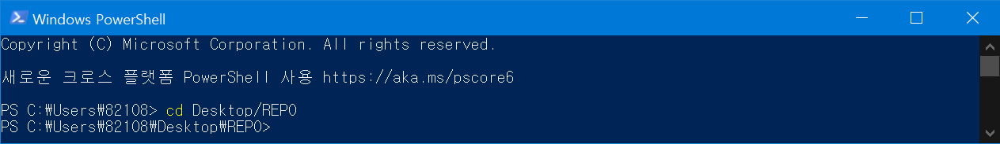 Windows PowerShell
Copyright (C) Microsoft Corporation. All rights reserved.
새로운 크로스 플랫폼 PowerShell 사용 https://aka.ms/pscore6
PS C:₩Users₩82108> cd Desktop/REPO
PS C:₩Users₩82108₩Desktop₩REPO>